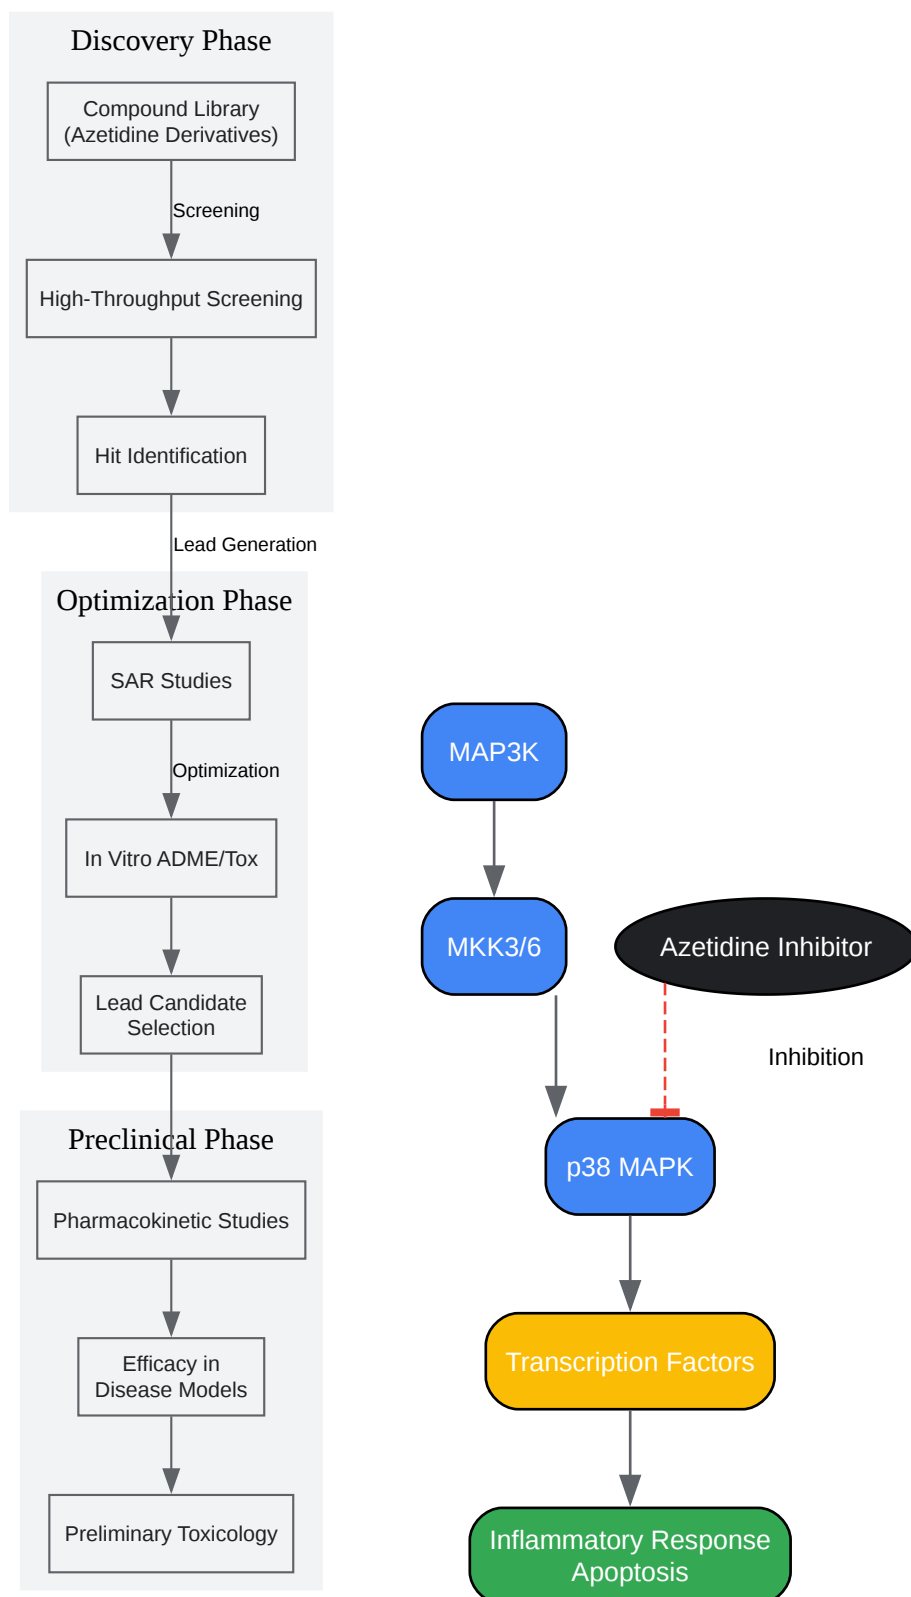 Discovery Phase
Compound Library
(Azetidine Derivatives)
Screening
High-Throughput Screening
Hit Identification
Lead Generation
Optimization Phase
SAR Studies
Optimization
In Vitro ADME/Tox
Lead Candidate
Selection
Preclinical Phase
Pharmacokinetic Studies
Efficacy in
Disease Models
Preliminary Toxicology
MAP3K
MKK3/6
Azetidine Inhibitor
Inhibition
p38 MAPK
Transcription Factors
Inflammatory Response
Apoptosis